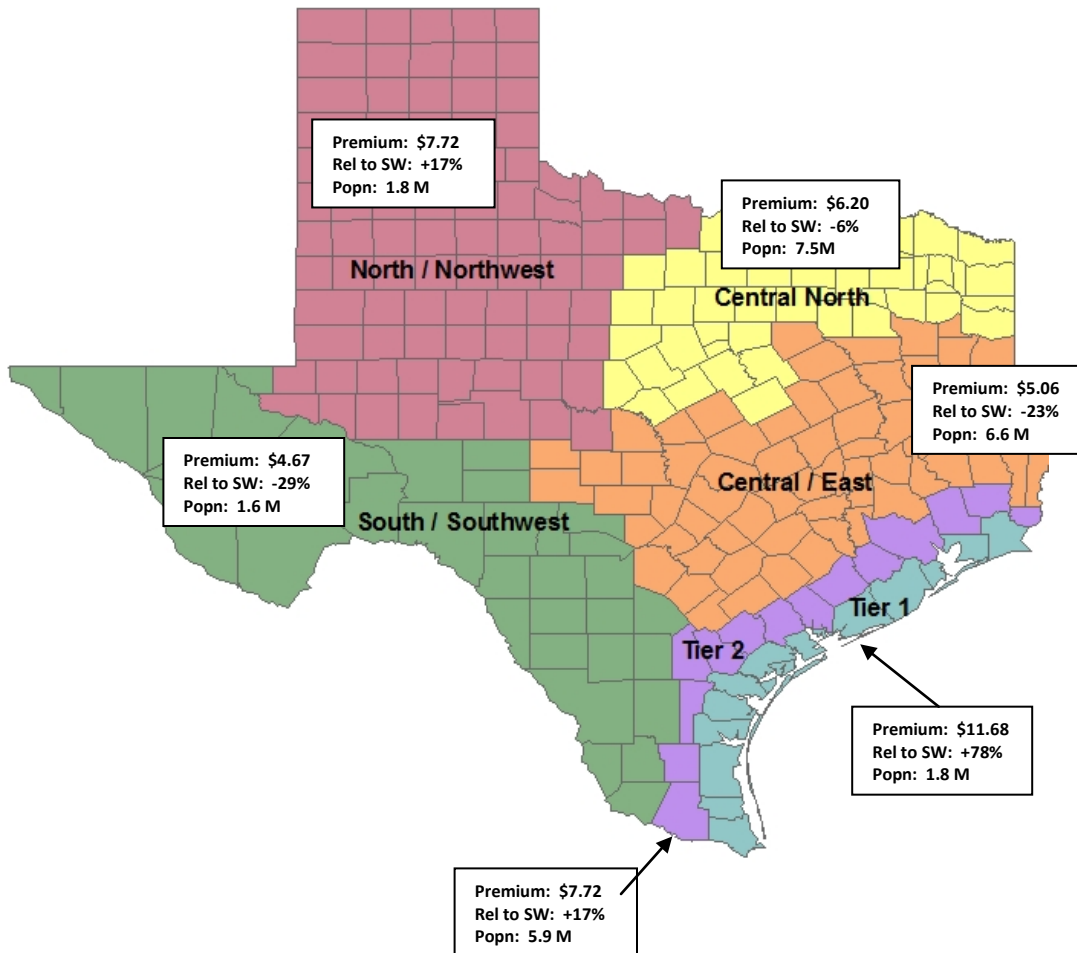 Premium: $7.72
Rel to SW: +17%
Popn: 1.8 M
North / Northwest
Premium: $6.20
Rel to SW: -6%
Popn: 7.5M
Central North
Premium: $5.06
Rel to SW: -23%
Popn: 6.6 M
Central / East
Premium: $4.67
Rel to SW: -29%
Popn: 1.6 M
South / Southwest
Tier 1
Tier 2
Premium: $11.68
Rel to SW: +78%
Popn: 1.8 M
Premium: $7.72
Rel to SW: +17%
Popn: 5.9 M